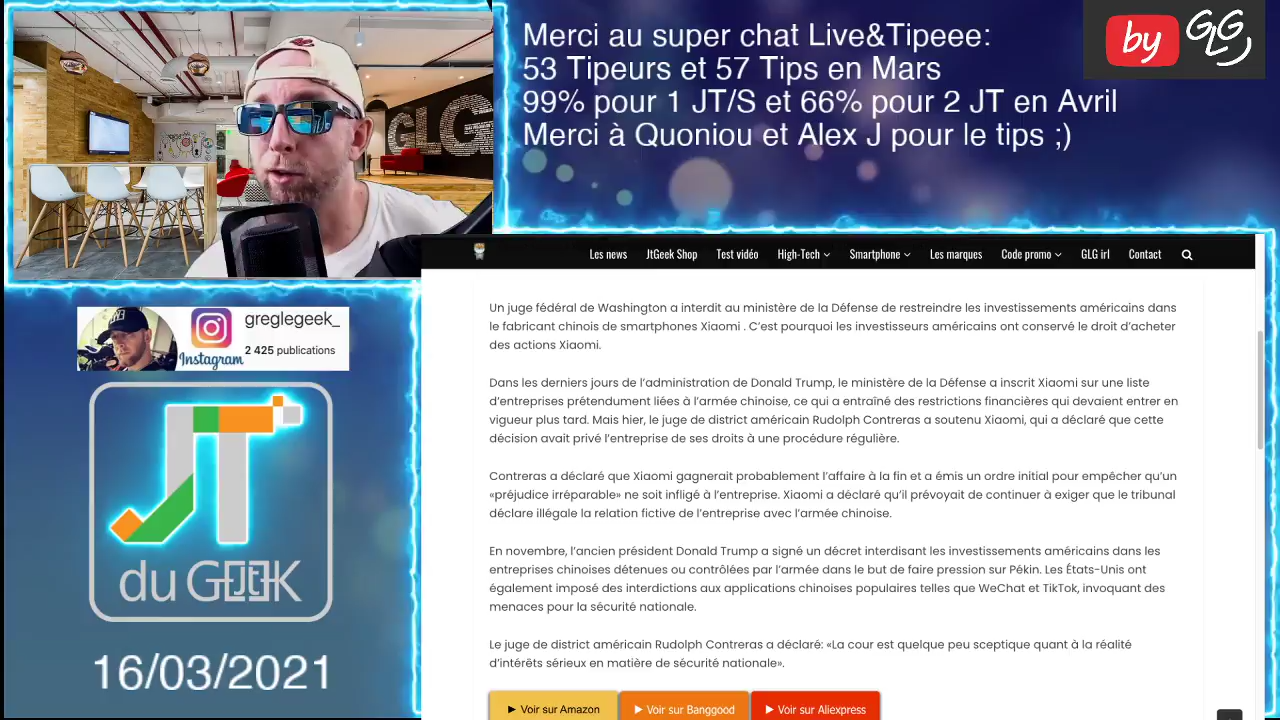 Merci au super chat Live&Tipeee:
53 Tipeurs et 57 Tips en Mars
99% pour 1 JT/S et 66% pour 2 JT en Avril
Merci à Quoniou et Alex J pour le tips ;)
by GLG
GLG
Les news JtGeek Shop Test vidéo High-Tech Smartphone Les marques Code promo GLG irl Contact
Un juge fédéral de Washington a interdit au ministère de la Défense de restreindre les investissements américains dans
le fabricant chinois de smartphones Xiaomi . C’est pourquoi les investisseurs américains ont conservé le droit d’acheter
des actions Xiaomi.
Dans les derniers jours de l’administration de Donald Trump, le ministère de la Défense a inscrit Xiaomi sur une liste
d’entreprises prétendument liées à l’armée chinoise, ce qui a entraîné des restrictions financières qui devaient entrer en
vigueur plus tard. Mais hier, le juge de district américain Rudolph Contreras a soutenu Xiaomi, qui a déclaré que cette
décision avait privé l’entreprise de ses droits à une procédure régulière.
Contreras a déclaré que Xiaomi gagnerait probablement l’affaire à la fin et a émis un ordre initial pour empêcher qu’un
«préjudice irréparable» ne soit infligé à l’entreprise. Xiaomi a déclaré qu’il prévoyait de continuer à exiger que le tribunal
déclare illégale la relation fictive de l’entreprise avec l’armée chinoise.
En novembre, l’ancien président Donald Trump a signé un décret interdisant les investissements américains dans les
entreprises chinoises détenues ou contrôlées par l’armée dans le but de faire pression sur Pékin. Les États-Unis ont
également imposé des interdictions aux applications chinoises populaires telles que WeChat et TikTok, invoquant des
menaces pour la sécurité nationale.
Le juge de district américain Rudolph Contreras a déclaré: «La cour est quelque peu sceptique quant à la réalité
d’intérêts sérieux en matière de sécurité nationale».
► Voir sur Amazon ► Voir sur Banggood ► Voir sur Aliexpress
greglegeek_
2 425 publications
Instagram
JT
du GEEK
16/03/2021